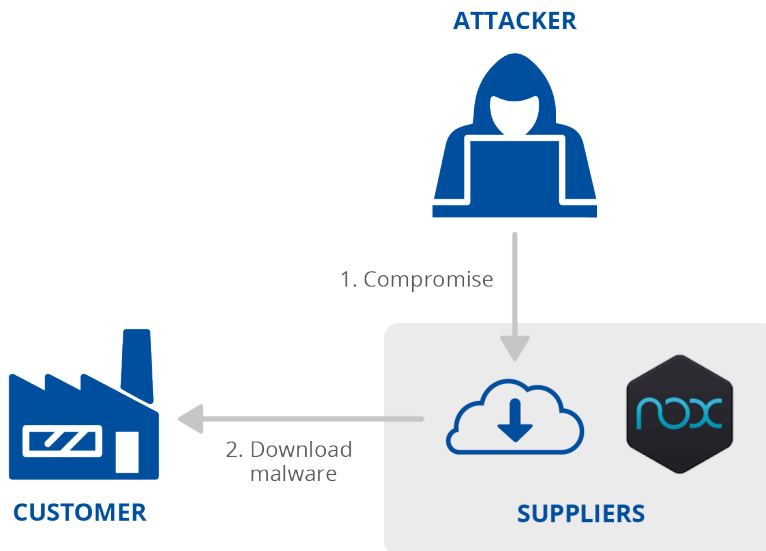 ATTACKER
1. Compromise
nox
2. Download
malware
CUSTOMER
SUPPLIERS